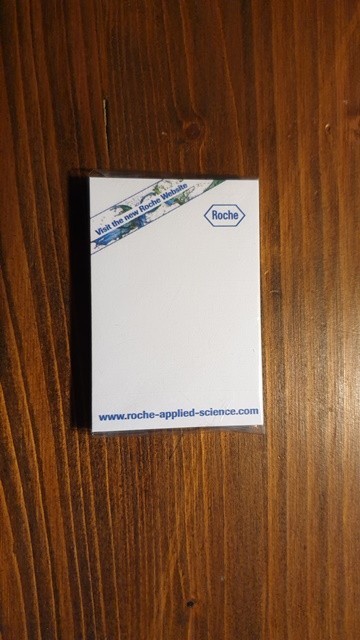 Visit the new Roche Website
Roche
www.roche-applied-science.com